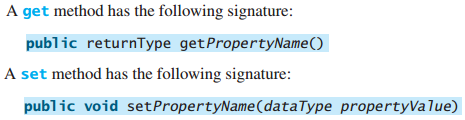 A get method has the following signature:
public returnType getPropertyName()
A set method has the following signature:
public void setPropertyName(dataType propertyValue)